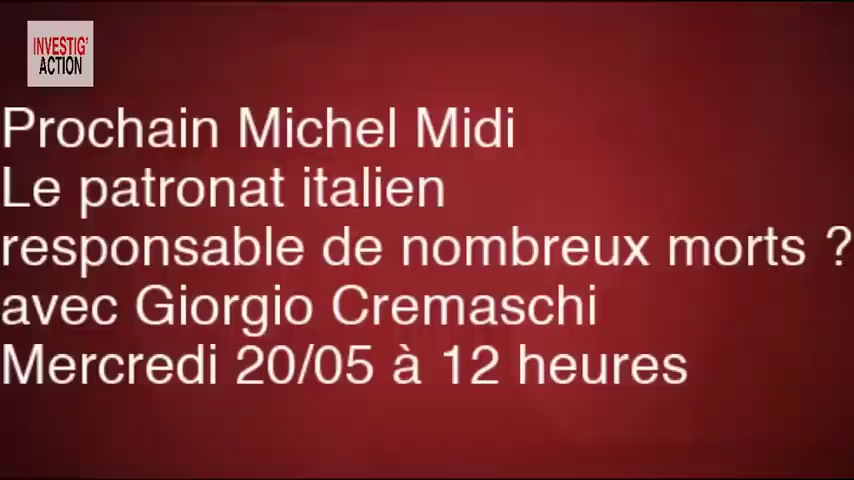 INVESTIG'
ACTION
Prochain Michel Midi
Le patronat italien
responsable de nombreux morts ?
avec Giorgio Cremaschi
Mercredi 20/05 à 12 heures